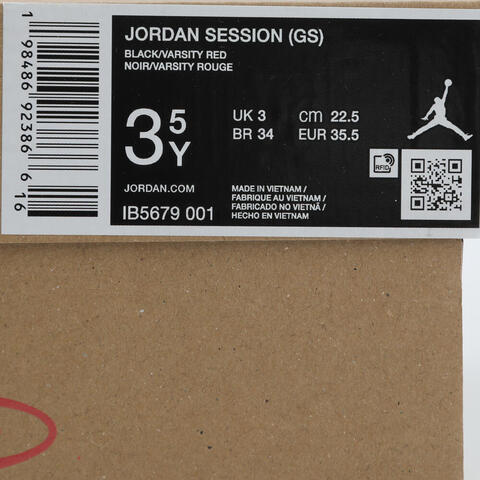 JORDAN SESSION (GS)
BLACK/VARSITY RED
NOIR/VARSITY ROUGE
3 5 Y
UK 3 cm 22.5
BR 34 EUR 35.5
RFID
JORDAN.COM
IB5679 001
MADE IN VIETNAM /
FABRIQUE AU VIETNAM /
FABRICADO NO VIETNÃ /
HECHO EN VIETNAM
1 98486 92386 6 16